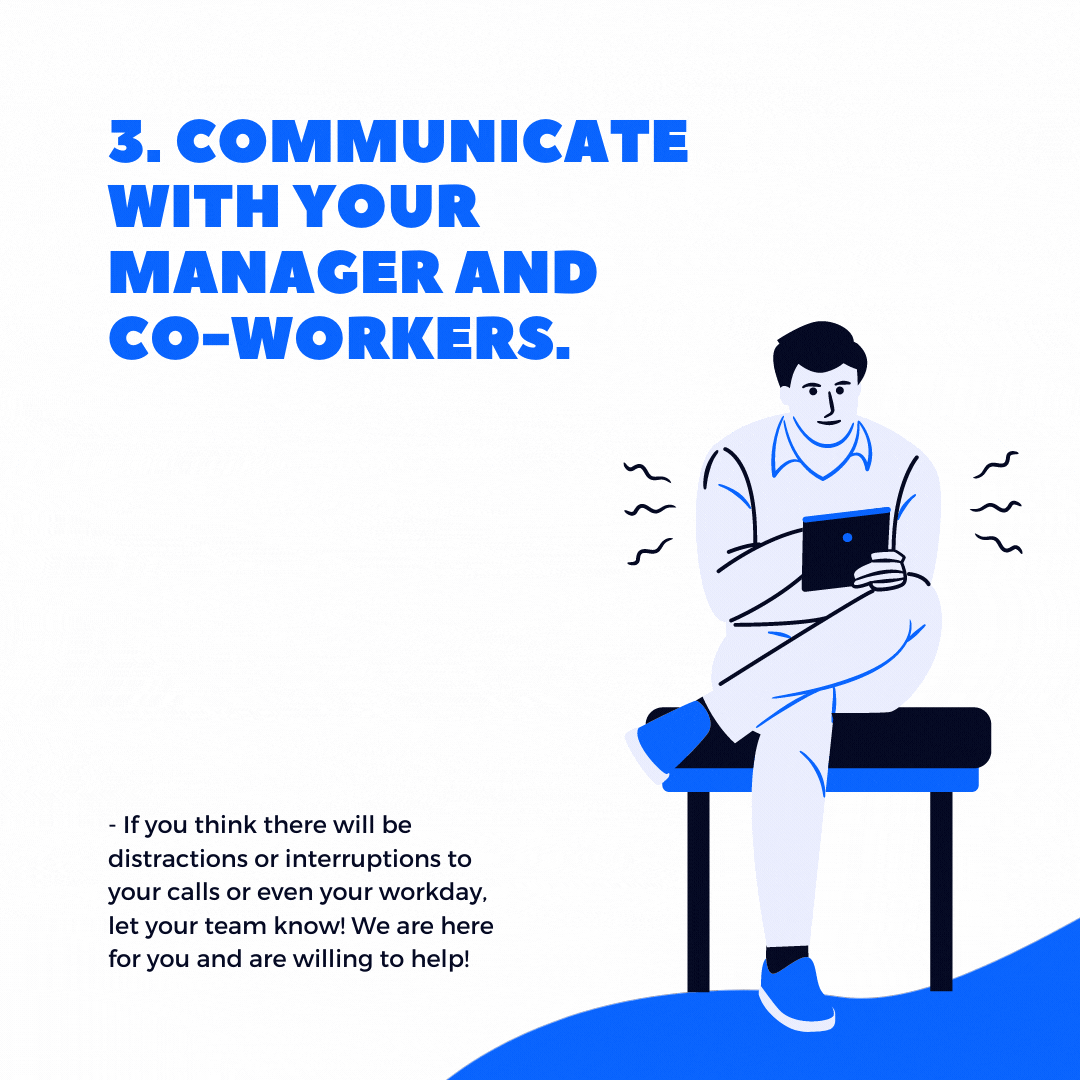 3. COMMUNICATE
WITH YOUR
MANAGER AND
CO-WORKERS.
- If you think there will be
distractions or interruptions to
your calls or even your workday,
let your team know! We are here
for you and are willing to help!